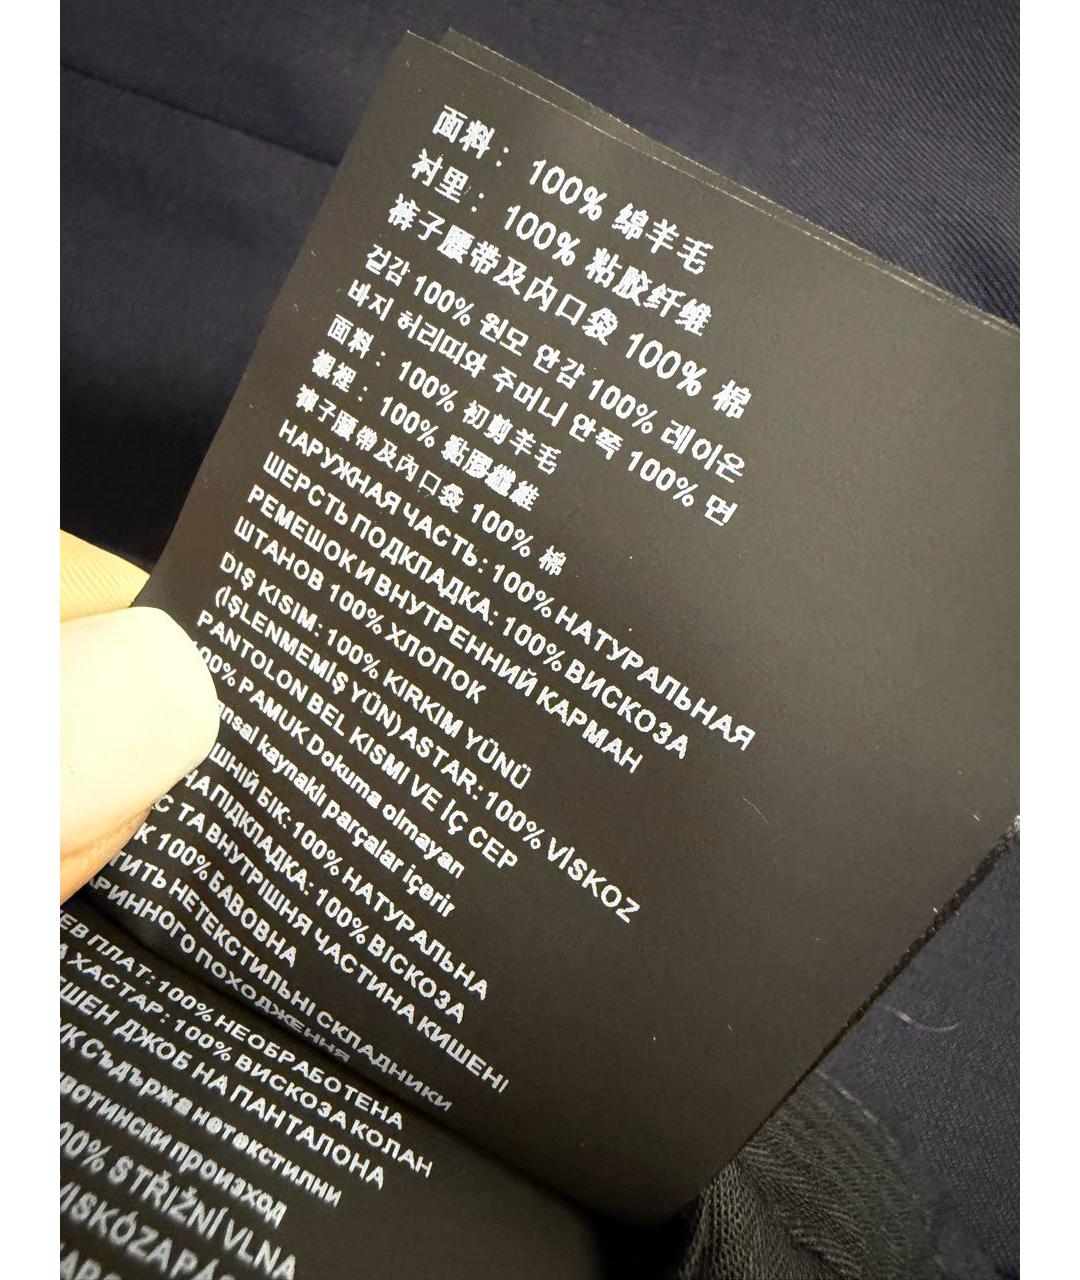 面料： 100% 绵羊毛
衬里： 100% 粘胶纤维
裤子腰带及内口袋 100% 棉
겉감 100% 원모 안감 100% 레이온
바지 허리띠와 주머니 안쪽 100% 면
面料： 100% 初剪羊毛
襯裡： 100% 黏膠纖維
褲子腰帶及內口袋 100% 棉
НАРУЖНАЯ ЧАСТЬ: 100% НАТУРАЛЬНАЯ
ШЕРСТЬ ПОДКЛАДКА: 100% ВИСКОЗА
РЕМЕШОК И ВНУТРЕННИЙ КАРМАН
ШТАНОВ 100% ХЛОПОК
DIŞ KISIM: 100% KIRKIM YÜNÜ
(İŞLENMEMİŞ YÜN) ASTAR: 100% VİSKOZ
PANTOLON BEL KISMI VE İÇ CEP
100% PAMUK Dokuma olmayan
kaynaklı parçalar içerir
БІК: 100% НАТУРАЛЬНА
ПІДКЛАДКА: 100% ВІСКОЗА
ТА ВНУТРІШНЯ ЧАСТИНА КИШЕНІ
100% БАВОВНА
НЕТЕКСТИЛЬНІ СКЛАДНИКИ
ПОХОДЖЕННЯ
ПЛАТ: 100% НЕОБРАБОТЕНА
ХАСТАР: 100% ВИСКОЗА КОЛАН
ДЖОБ НА ПАНТАЛОНА
Съдържа нетекстилни
произход
100% STŘIŽNÍ VLNA